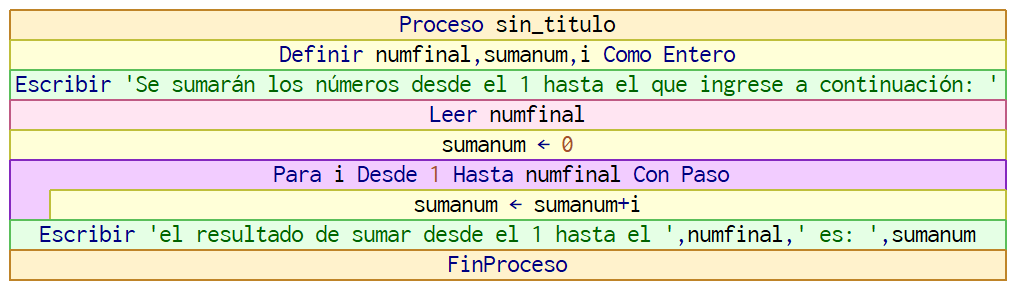 Proceso sin_titulo
Definir numfinal,sumanum,i Como Entero
Escribir 'Se sumarán los números desde el 1 hasta el que ingrese a continuación: '
Leer numfinal
sumanum ← 0
Para i Desde 1 Hasta numfinal Con Paso
sumanum ← sumanum+i
Escribir 'el resultado de sumar desde el 1 hasta el ',numfinal,' es: ',sumanum
FinProceso